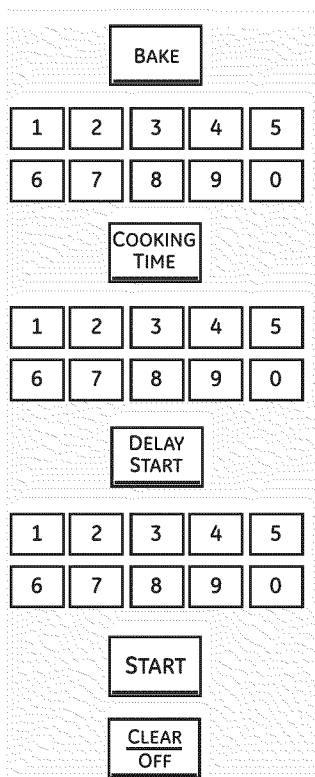 BAKE
1 2 3 4 5
6 7 8 9 0
COOKING
TIME
1 2 3 4 5
6 7 8 9 0
DELAY
START
1 2 3 4 5
6 7 8 9 0
START
CLEAR
OFF